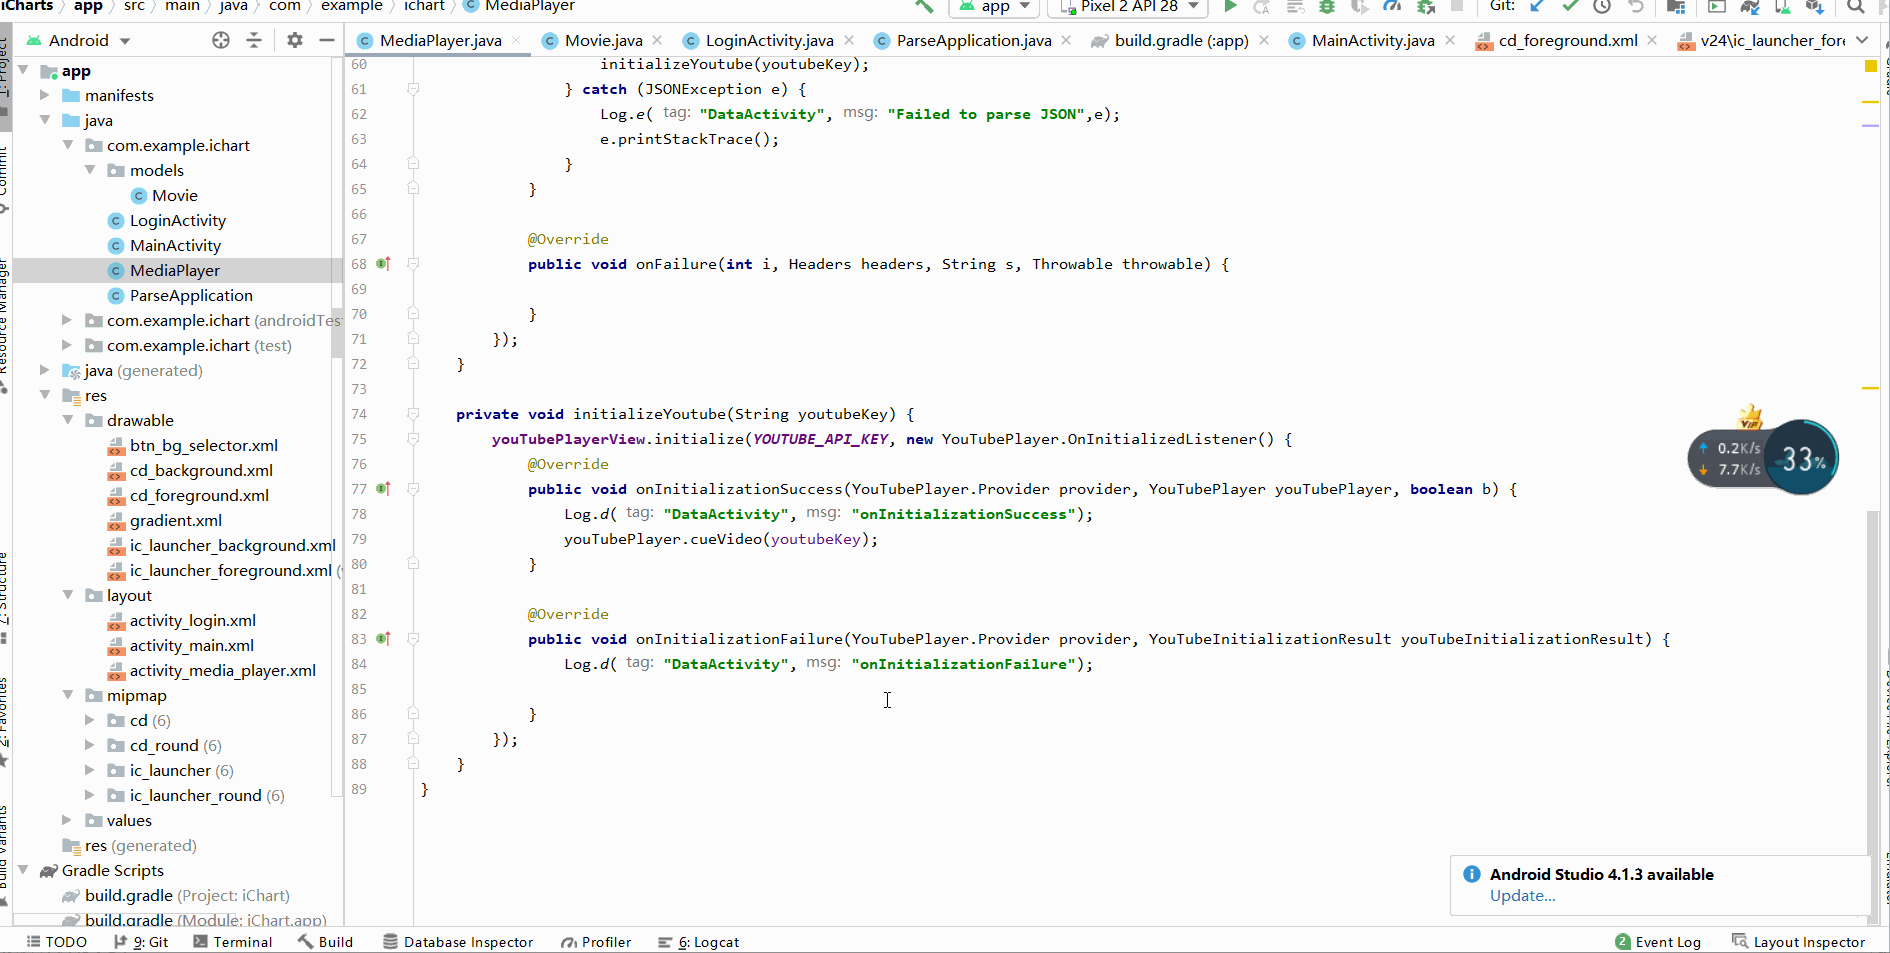 iCharts app src main java com example ichart MediaPlayer app Pixel 2 API 28 Git:
Android MediaPlayer.java Movie.java LoginActivity.java ParseApplication.java build.gradle (:app) MainActivity.java cd_foreground.xml v24\ic_launcher_for
1: Project
Commit
Resource Manager
7: Structure
2: Favorites
Build Variants
app
manifests
java
com.example.ichart
models
Movie
LoginActivity
MainActivity
MediaPlayer
ParseApplication
com.example.ichart (androidTes
com.example.ichart (test)
java (generated)
res
drawable
btn_bg_selector.xml
cd_background.xml
cd_foreground.xml
gradient.xml
ic_launcher_background.xml
ic_launcher_foreground.xml (
layout
activity_login.xml
activity_main.xml
activity_media_player.xml
mipmap
cd (6)
cd_round (6)
ic_launcher (6)
ic_launcher_round (6)
values
res (generated)
Gradle Scripts
build.gradle (Project: iChart)
build.gradle (Module: iChart.app)
60 initializeYoutube(youtubeKey);
61 } catch (JSONException e) {
62 Log.e( tag: "DataActivity", msg: "Failed to parse JSON",e);
63 e.printStackTrace();
64 }
65 }
66
67 @Override
68 public void onFailure(int i, Headers headers, String s, Throwable throwable) {
69
70 }
71 });
72 }
73
74 private void initializeYoutube(String youtubeKey) {
75 youTubePlayerView.initialize(YOUTUBE_API_KEY, new YouTubePlayer.OnInitializedListener() {
76 @Override
77 public void onInitializationSuccess(YouTubePlayer.Provider provider, YouTubePlayer youTubePlayer, boolean b) {
78 Log.d( tag: "DataActivity", msg: "onInitializationSuccess");
79 youTubePlayer.cueVideo(youtubeKey);
80 }
81
82 @Override
83 public void onInitializationFailure(YouTubePlayer.Provider provider, YouTubeInitializationResult youTubeInitializationResult) {
84 Log.d( tag: "DataActivity", msg: "onInitializationFailure");
85
86 }
87 });
88 }
89 }
VIP
0.2K/s
7.7K/s
33%
Android Studio 4.1.3 available
Update...
TODO 9: Git Terminal Build Database Inspector Profiler 6: Logcat 2 Event Log Layout Inspector